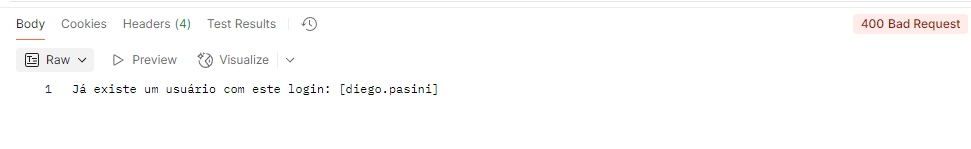 Body Cookies Headers (4) Test Results 400 Bad Request
Raw Preview Visualize
1 Já existe um usuário com este login: [diego.pasini]